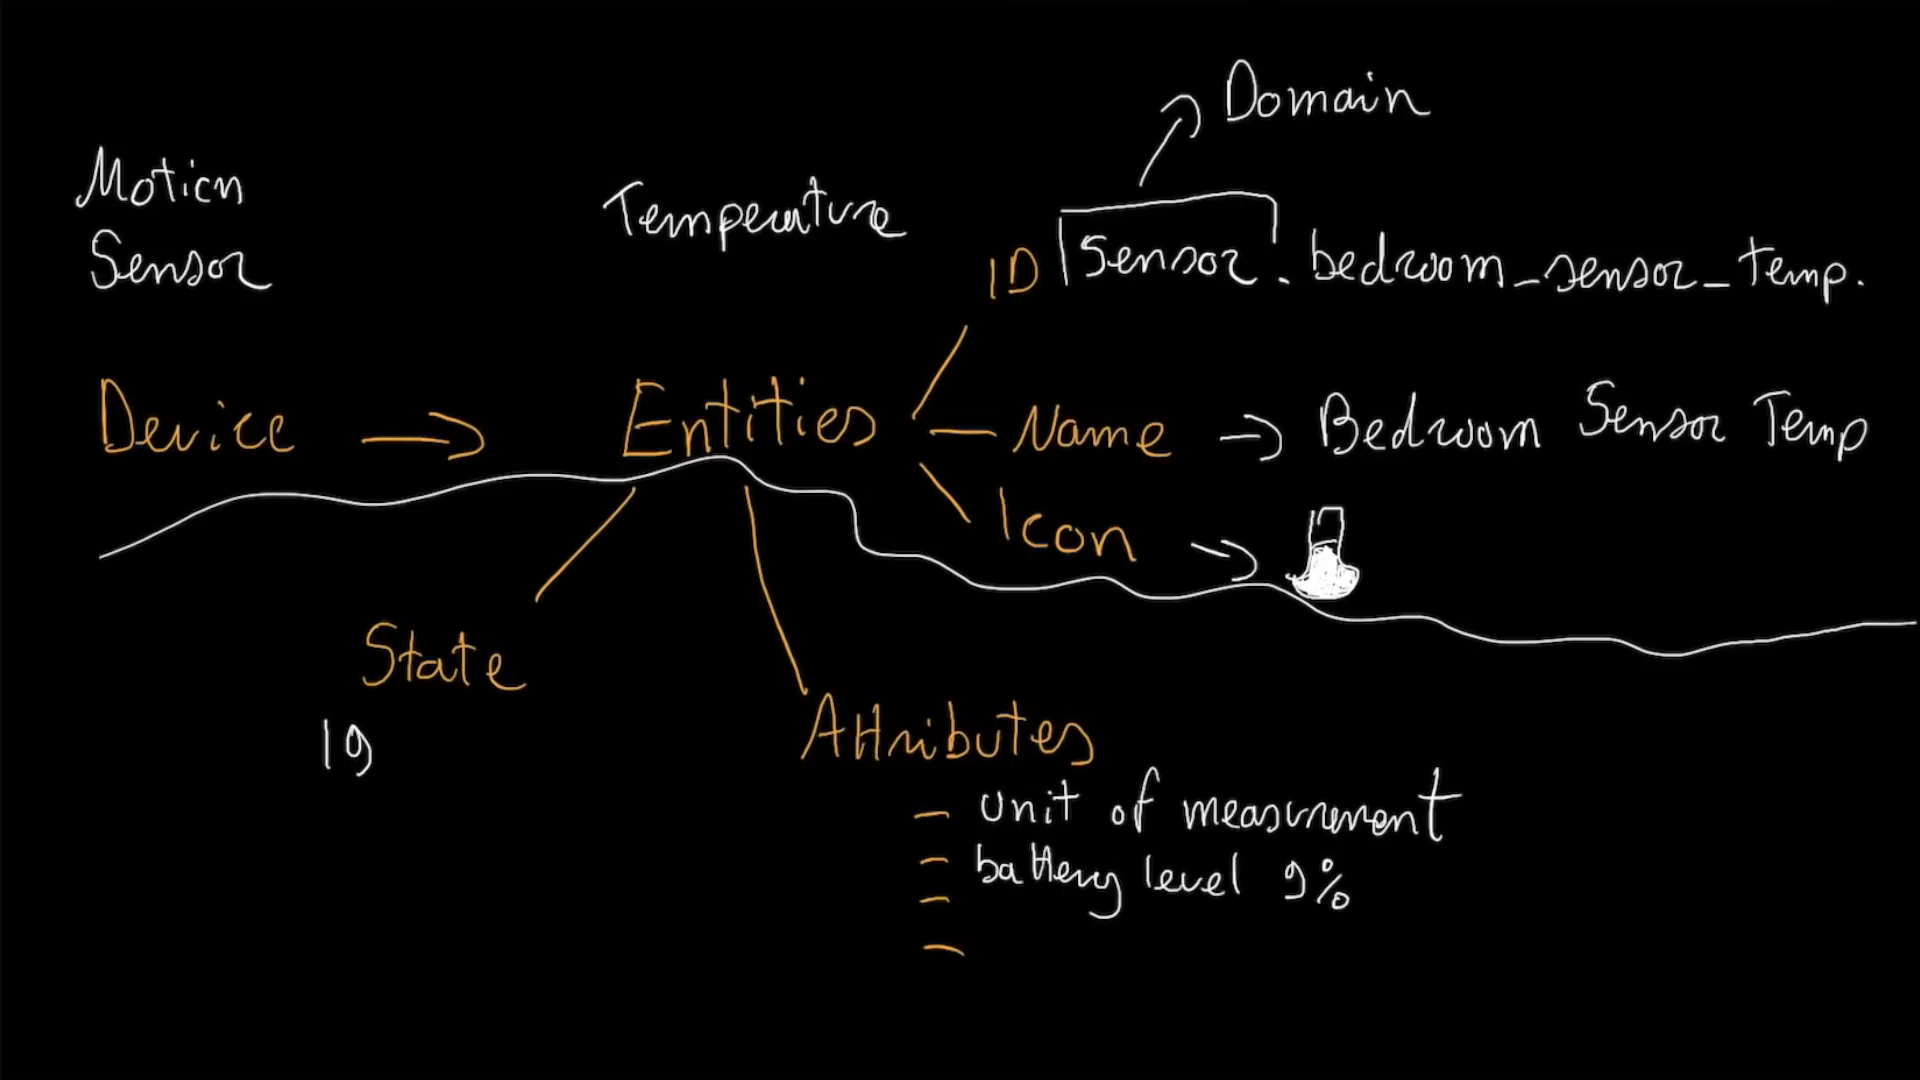 Domain
Motion
Sensor
Temperature
ID Sensor.bedroom_sensor_temp.
Device → Entities
Name → Bedroom Sensor Temp
Icon →
State
19
Attributes
- unit of measurement
- battery level 9%
-
-